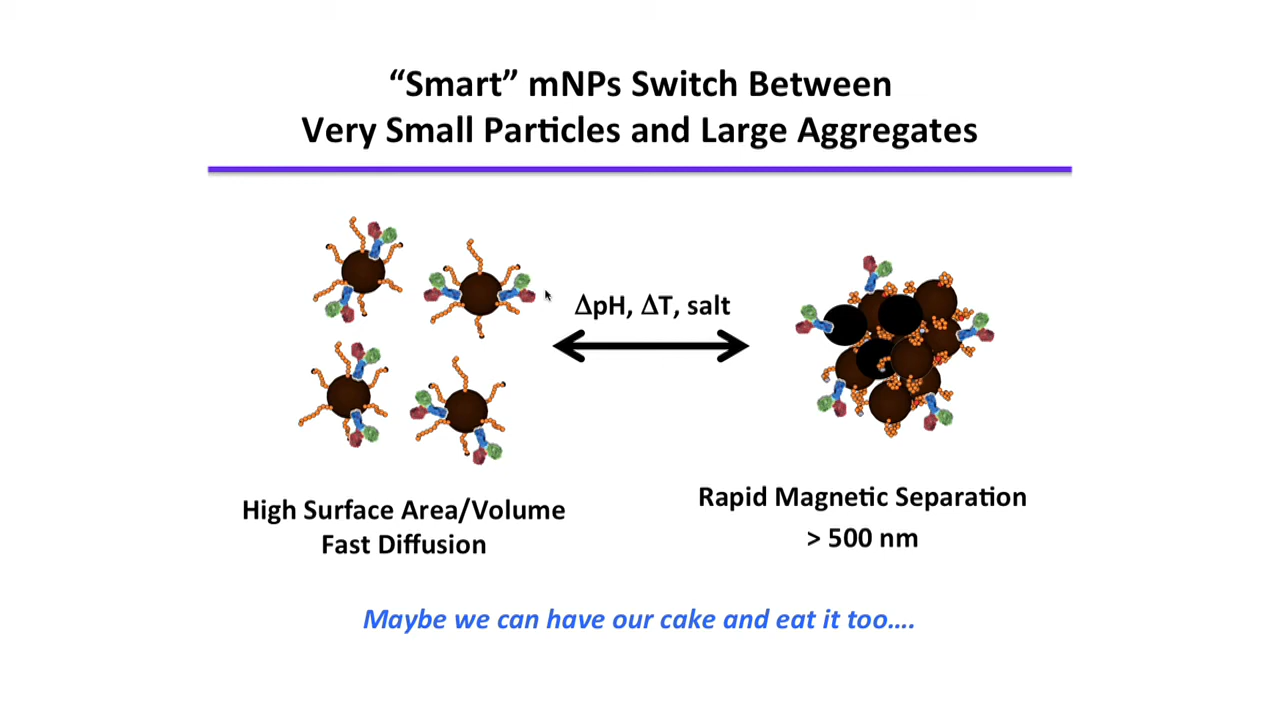 “Smart” mNPs Switch Between
Very Small Particles and Large Aggregates
ΔpH, ΔT, salt
High Surface Area/Volume
Fast Diffusion
Rapid Magnetic Separation
> 500 nm
Maybe we can have our cake and eat it too….